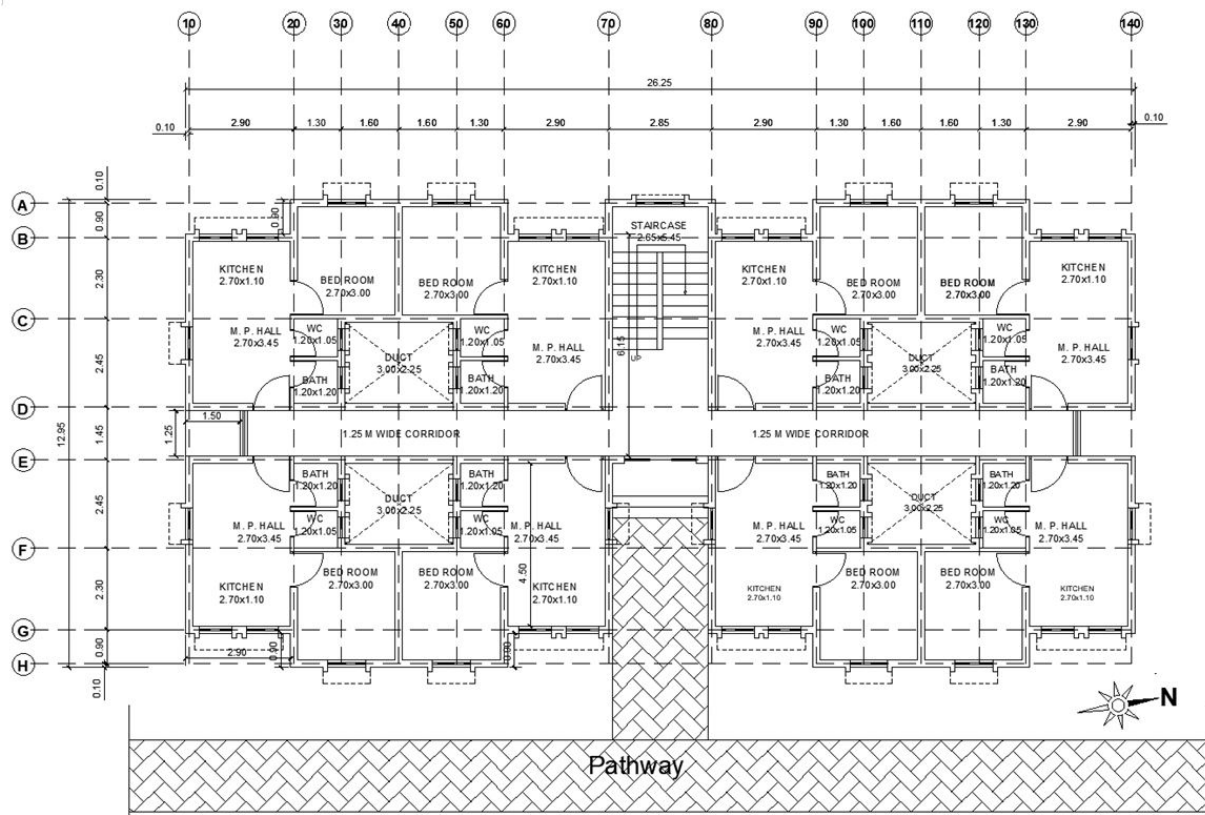 10 20 30 40 50 60 70 80 90 100 110 120 130 140
26.25
0.10 2.90 1.30 1.60 1.60 1.30 2.90 2.85 2.90 1.30 1.60 1.60 1.30 2.90 0.10
A
B
C
D
E
F
G
H
0.10
0.90
2.30
2.45
1.45
2.45
2.30
0.90
0.10
12.95
0.90
STAIRCASE
2.65x5.45
KITCHEN
2.70x1.10
BED ROOM
2.70x3.00
BED ROOM
2.70x3.00
KITCHEN
2.70x1.10
KITCHEN
2.70x1.10
BED ROOM
2.70x3.00
BED ROOM
2.70x3.00
KITCHEN
2.70x1.10
M. P. HALL
2.70x3.45
WC
1.20x1.05
DUCT
3.00x2.25
WC
1.20x1.05
M. P. HALL
2.70x3.45
6.15
UP
M. P. HALL
2.70x3.45
WC
1.20x1.05
DUCT
3.00x2.25
WC
1.20x1.05
M. P. HALL
2.70x3.45
BATH
1.20x1.20
BATH
1.20x1.20
BATH
1.20x1.20
BATH
1.20x1.20
1.50
1.25
1.25 M WIDE CORRIDOR
1.25 M WIDE CORRIDOR
BATH
1.20x1.20
BATH
1.20x1.20
BATH
1.20x1.20
BATH
1.20x1.20
M. P. HALL
2.70x3.45
WC
1.20x1.05
DUCT
3.00x2.25
WC
1.20x1.05
M. P. HALL
2.70x3.45
M. P. HALL
2.70x3.45
WC
1.20x1.05
DUCT
3.00x2.25
WC
1.20x1.05
M. P. HALL
2.70x3.45
4.50
KITCHEN
2.70x1.10
BED ROOM
2.70x3.00
BED ROOM
2.70x3.00
KITCHEN
2.70x1.10
KITCHEN
2.70x1.10
BED ROOM
2.70x3.00
BED ROOM
2.70x3.00
KITCHEN
2.70x1.10
2.90
0.90
0.90
N
Pathway